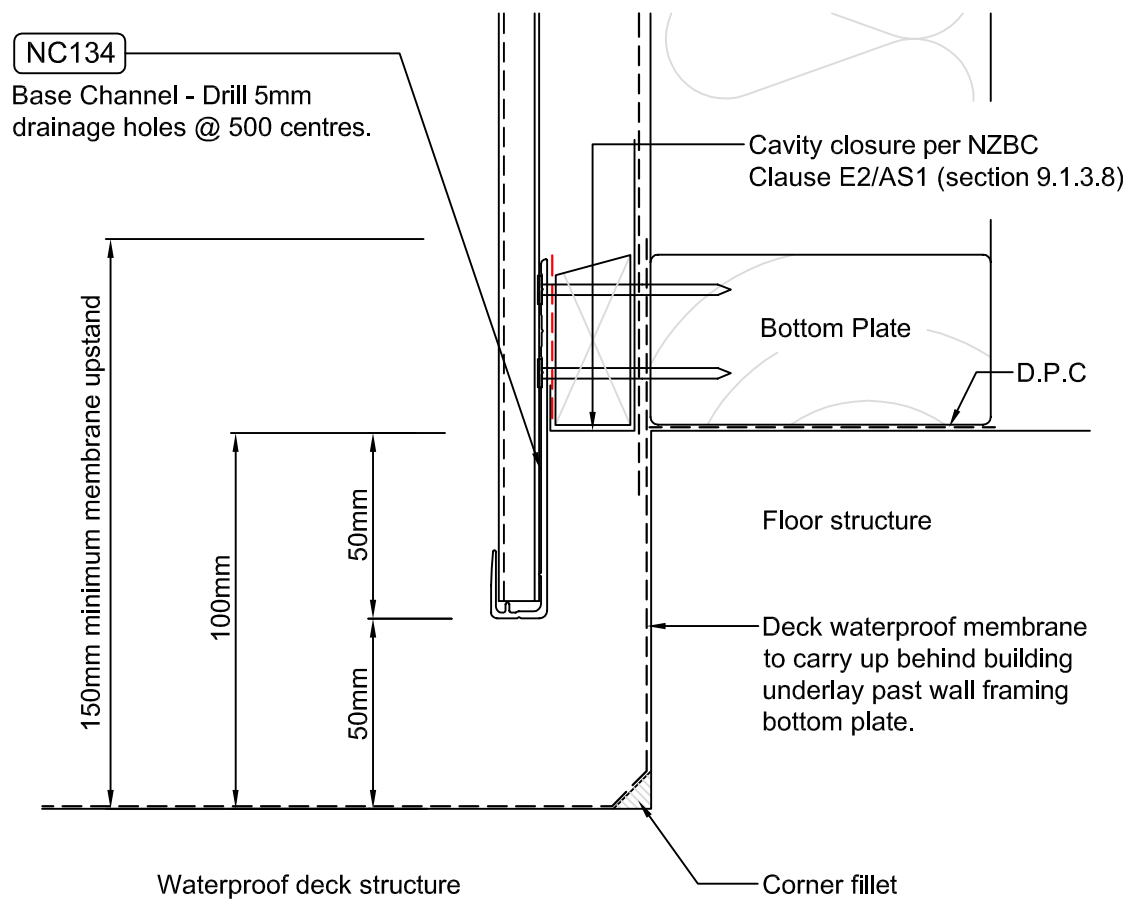 NC134
Base Channel - Drill 5mm
drainage holes @ 500 centres.
Cavity closure per NZBC
Clause E2/AS1 (section 9.1.3.8)
Bottom Plate
D.P.C
150mm minimum membrane upstand
100mm
50mm
50mm
Floor structure
Deck waterproof membrane
to carry up behind building
underlay past wall framing
bottom plate.
Waterproof deck structure
Corner fillet